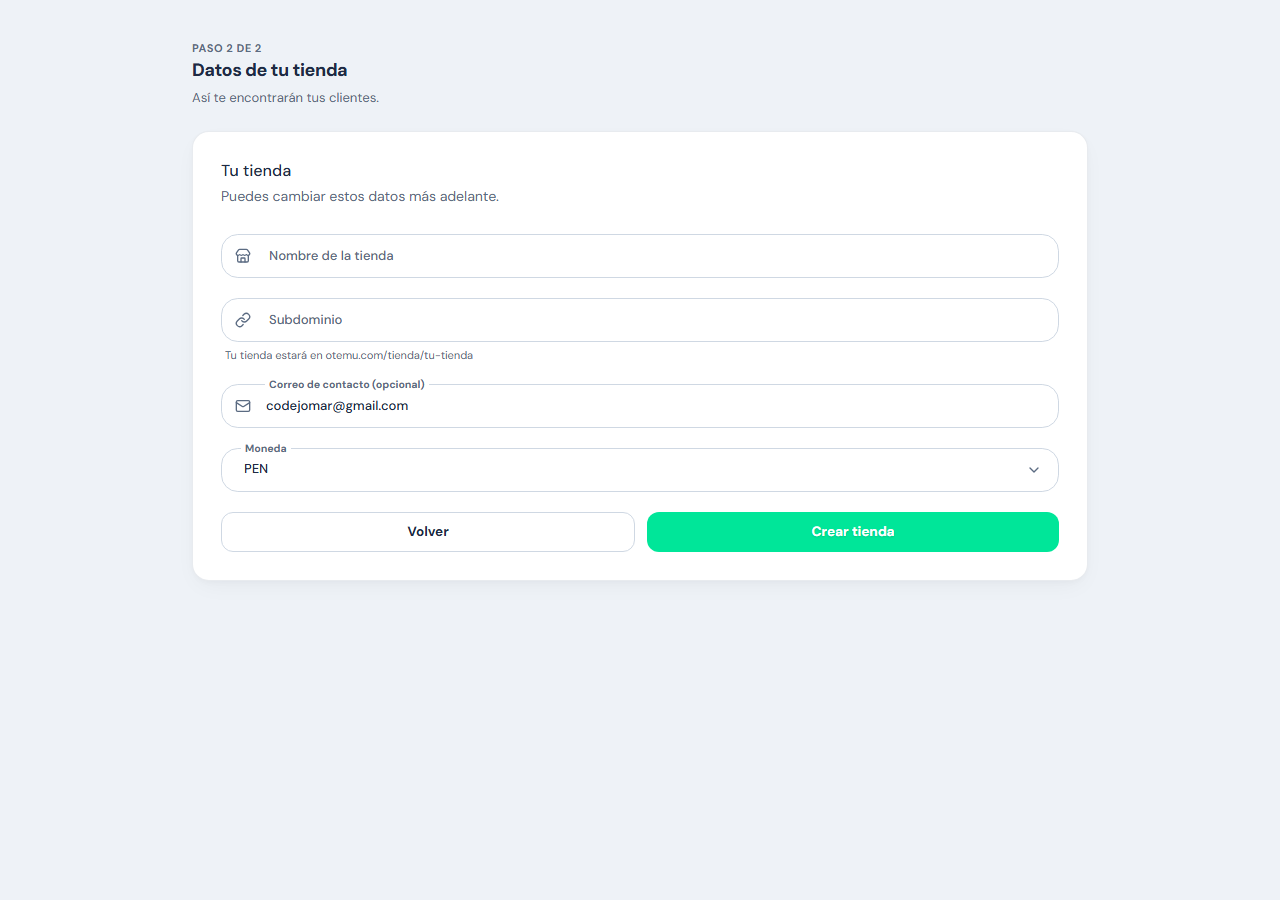 PASO 2 DE 2
Datos de tu tienda
Así te encontrarán tus clientes.
Tu tienda
Puedes cambiar estos datos más adelante.
Nombre de la tienda
Subdominio
Tu tienda estará en otemu.com/tienda/tu-tienda
Correo de contacto (opcional)
codejomar@gmail.com
Moneda
PEN
Volver
Crear tienda